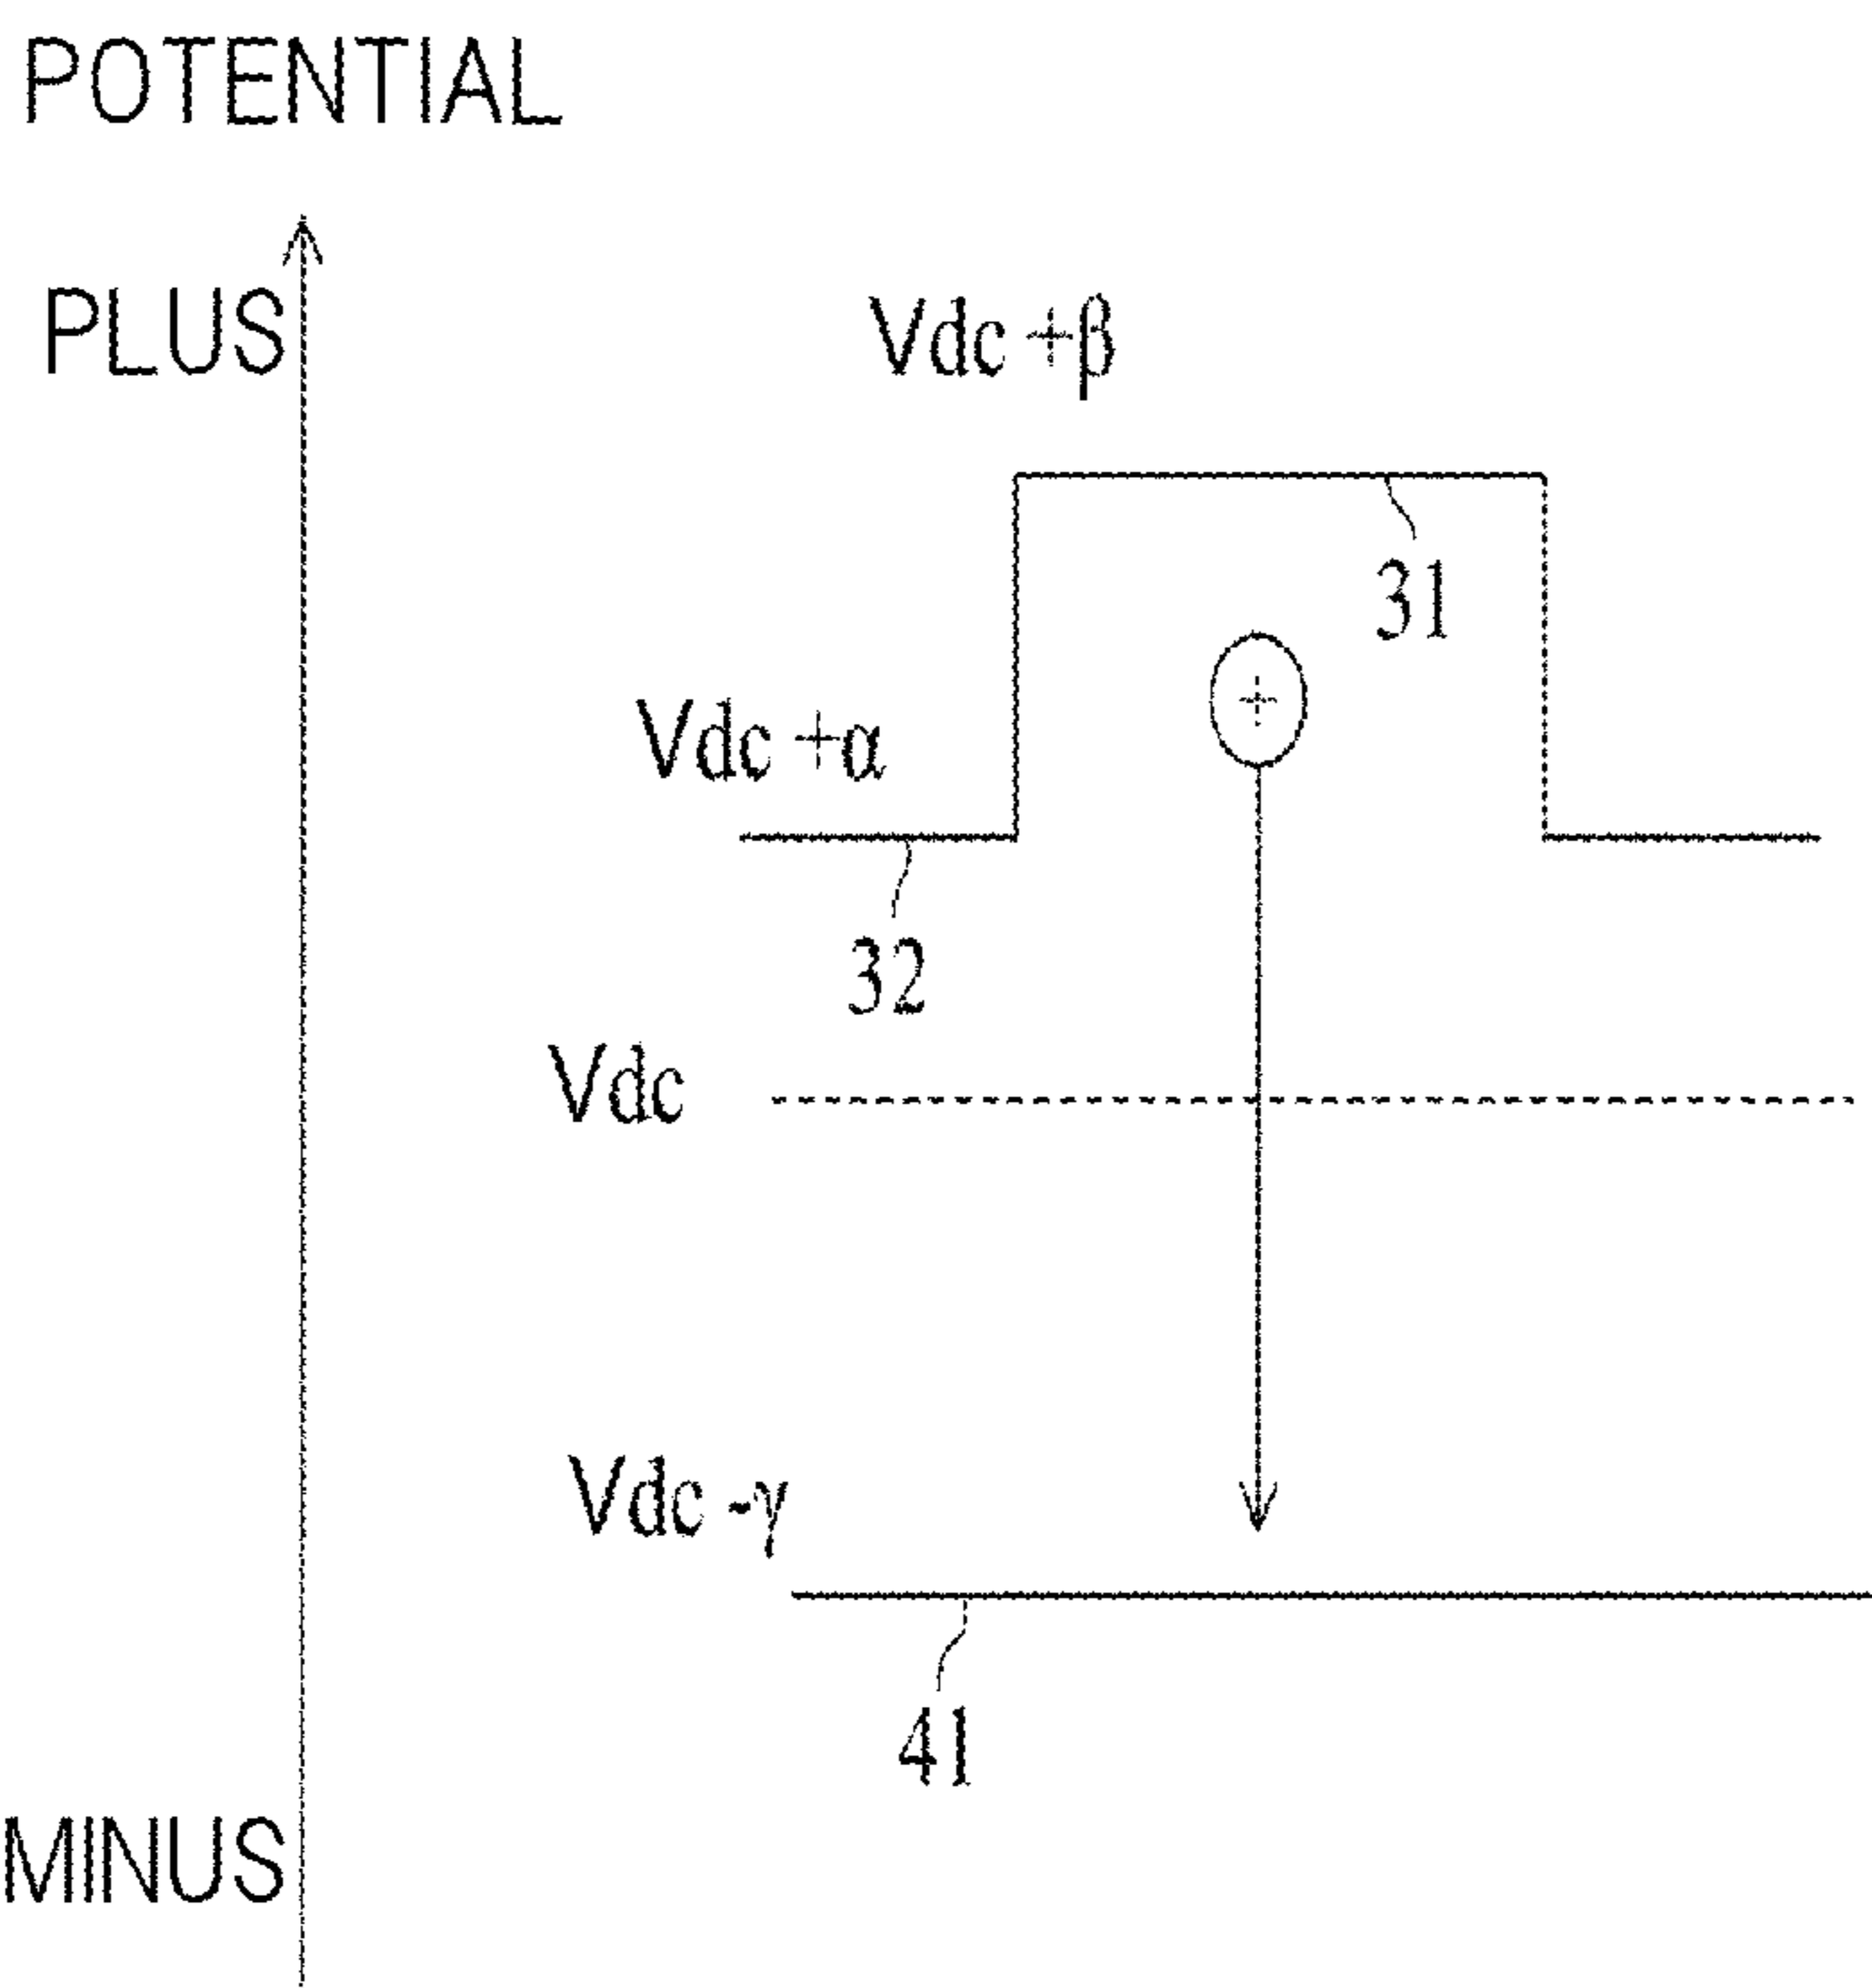 POTENTIAL
PLUS
Vdc +β
31
+
Vdc +α
32
Vdc
Vdc -γ
41
MINUS